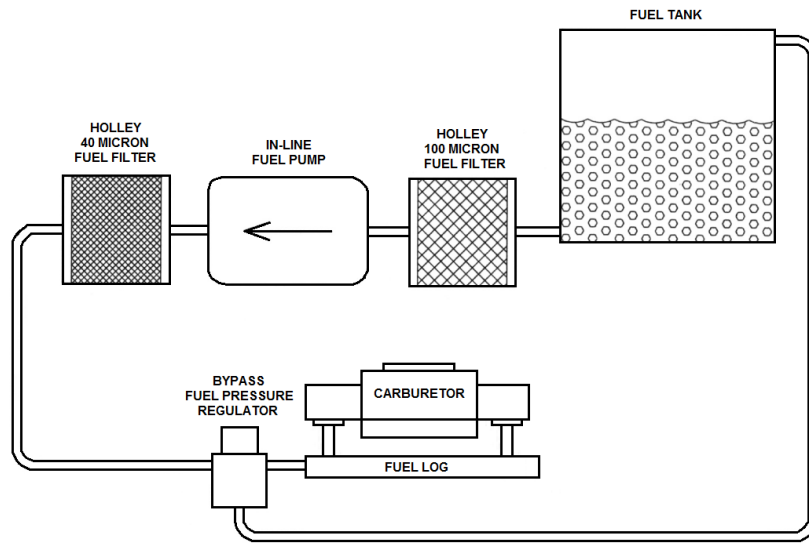 FUEL TANK
HOLLEY
40 MICRON
FUEL FILTER
IN-LINE
FUEL PUMP
HOLLEY
100 MICRON
FUEL FILTER
BYPASS
FUEL PRESSURE
REGULATOR
CARBURETOR
FUEL LOG